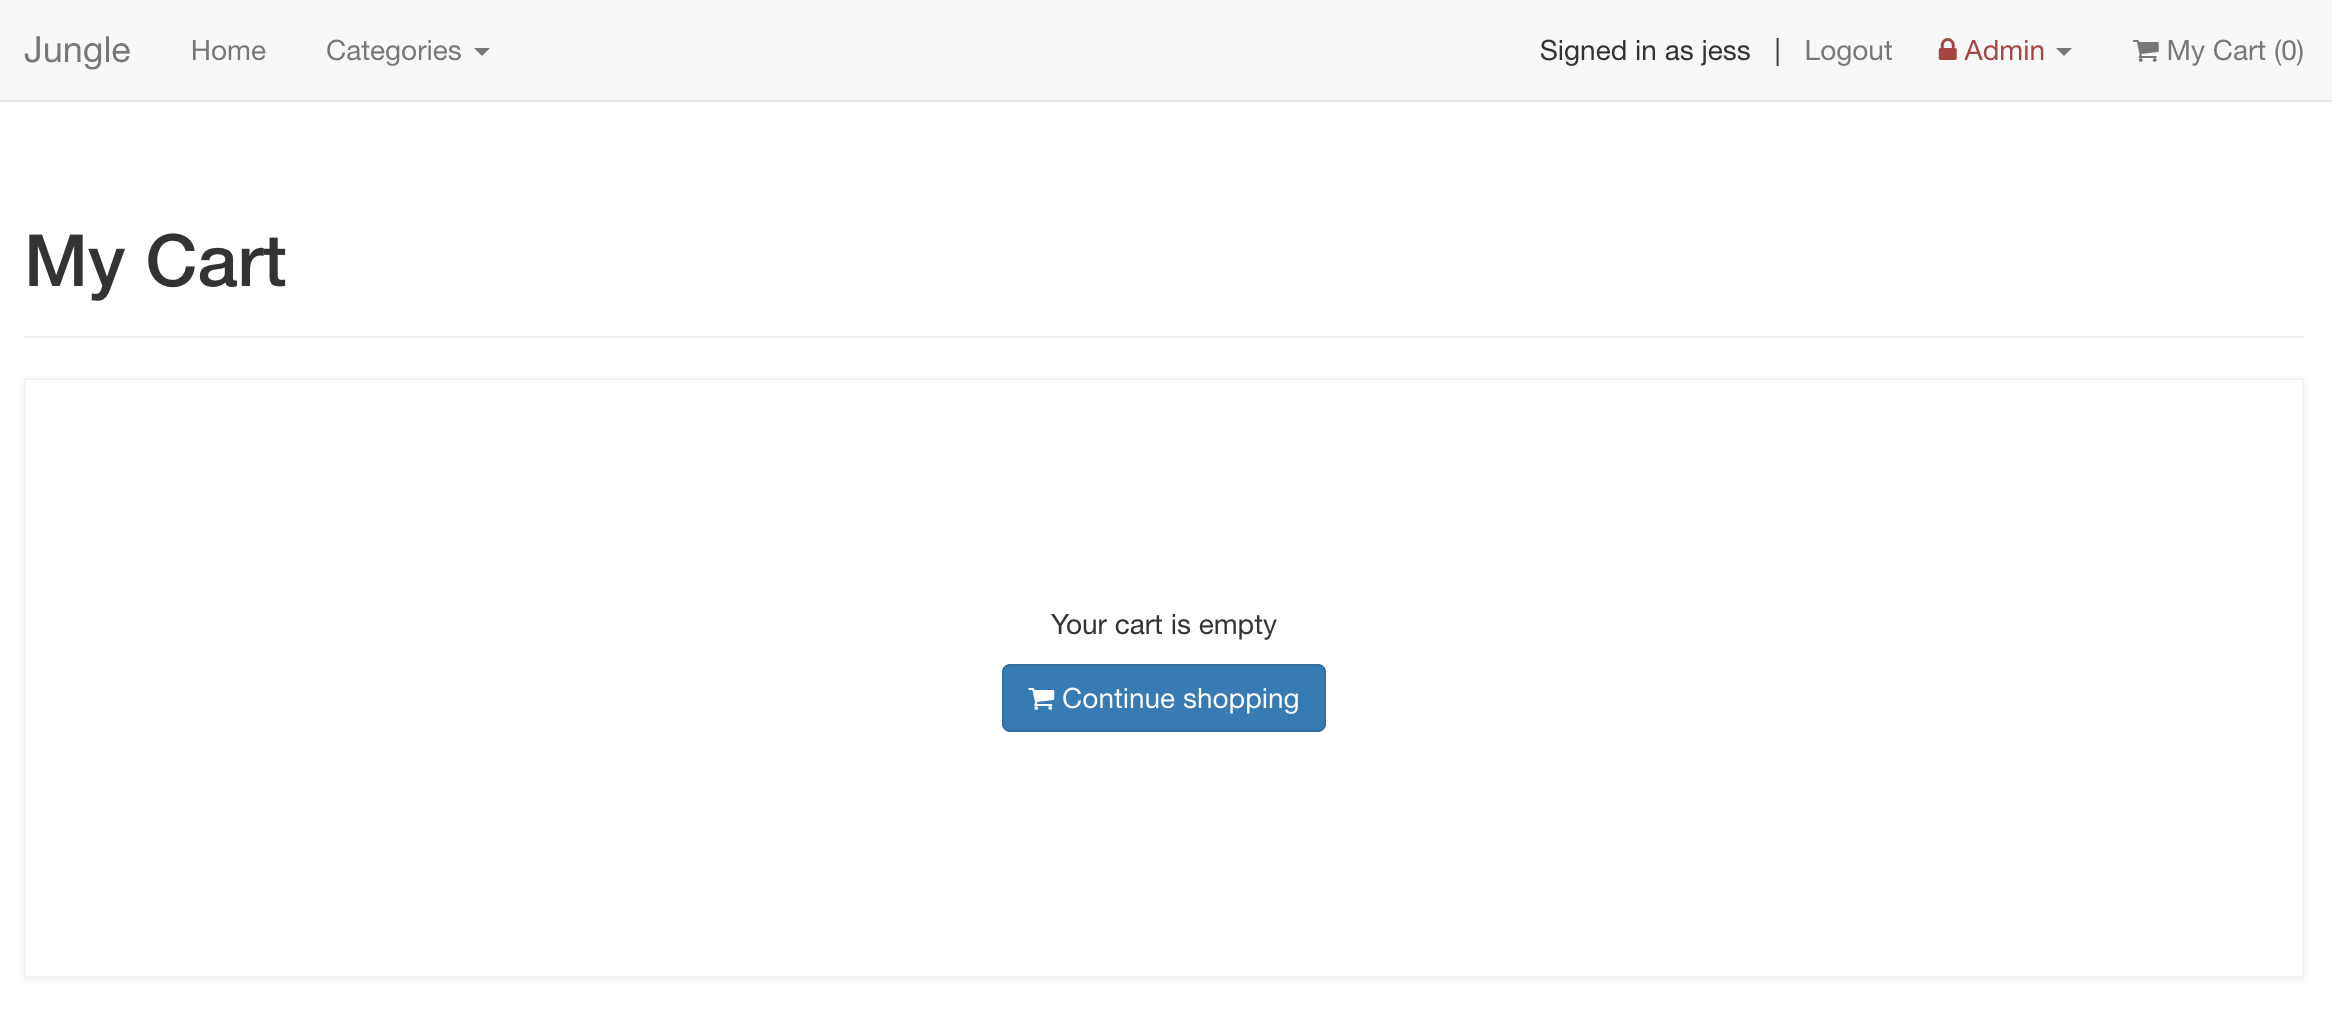 Jungle Home Categories Signed in as jess | Logout Admin My Cart (0)
My Cart
Your cart is empty
Continue shopping